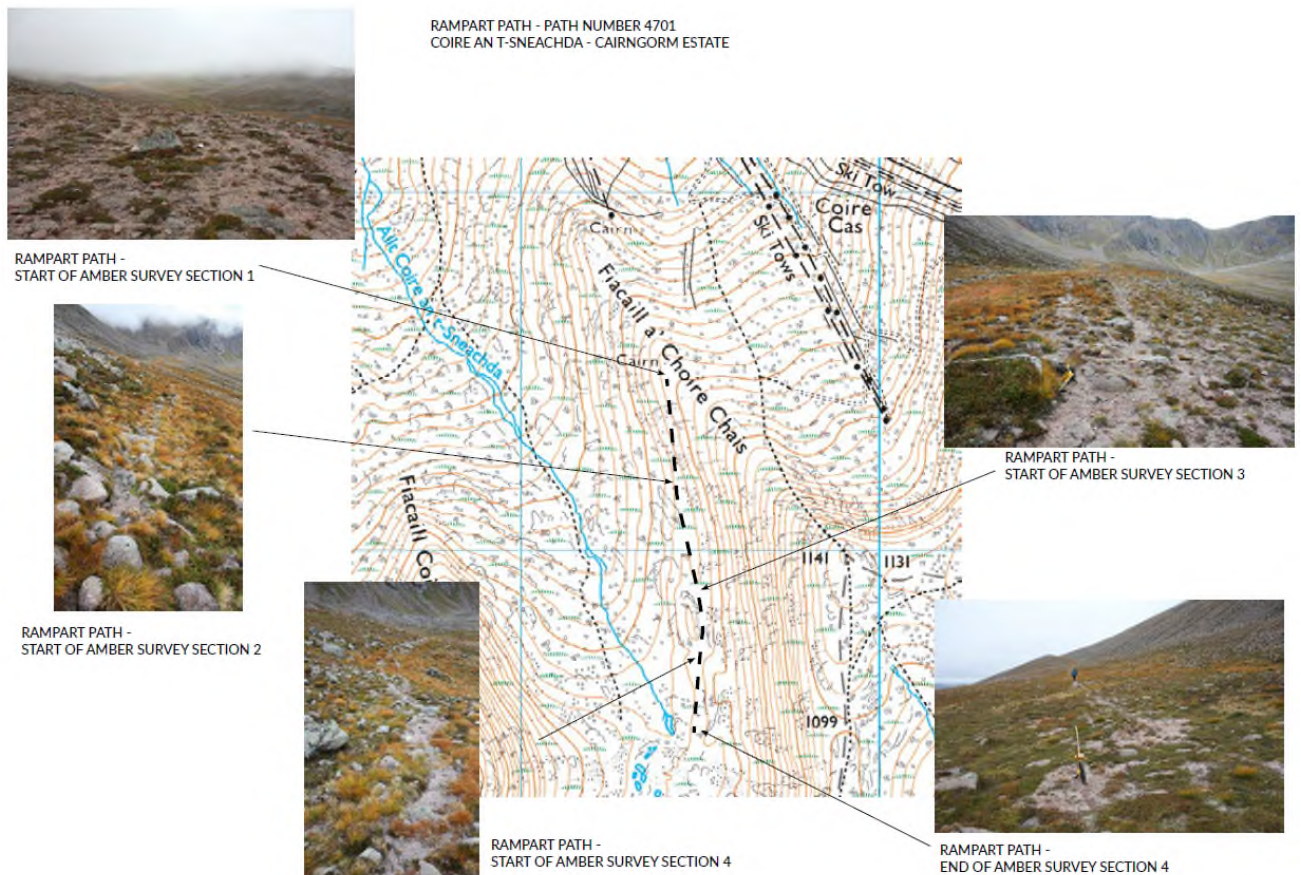 RAMPART PATH - PATH NUMBER 4701
COIRE AN T-SNEACHDA - CAIRNGORM ESTATE
RAMPART PATH -
START OF AMBER SURVEY SECTION 1
RAMPART PATH -
START OF AMBER SURVEY SECTION 2
Allt Coire an t-Sneachda
Cairn
Ski Tow
Coire
Cas
Ski Tows
Fiacaill a' Choire Chais
Cairn
Fiacaill Coi
1141
1131
1099
RAMPART PATH -
START OF AMBER SURVEY SECTION 3
RAMPART PATH -
START OF AMBER SURVEY SECTION 4
RAMPART PATH -
END OF AMBER SURVEY SECTION 4